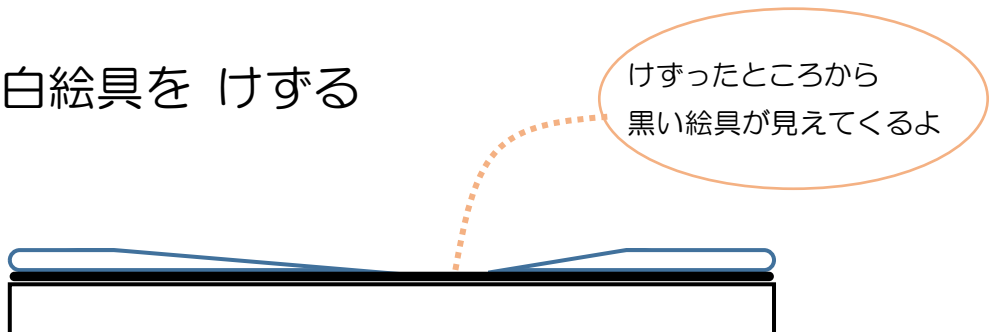 白絵具を けずる
けずったところから
黒い絵具が見えてくるよ